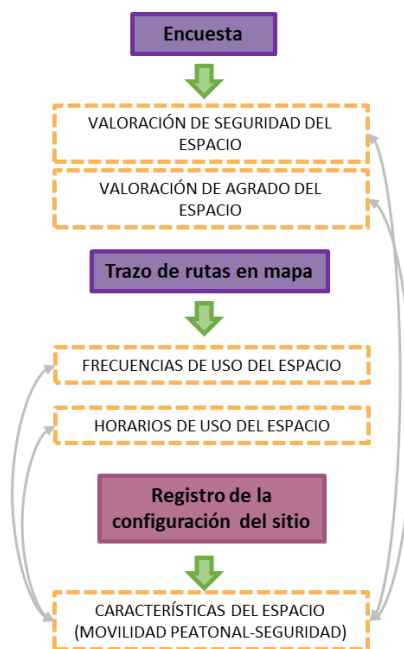 Encuesta
VALORACIÓN DE SEGURIDAD DEL
ESPACIO
VALORACIÓN DE AGRADO DEL
ESPACIO
Trazo de rutas en mapa
FRECUENCIAS DE USO DEL ESPACIO
HORARIOS DE USO DEL ESPACIO
Registro de la
configuración del sitio
CARACTERÍSTICAS DEL ESPACIO
(MOVILIDAD PEATONAL-SEGURIDAD)